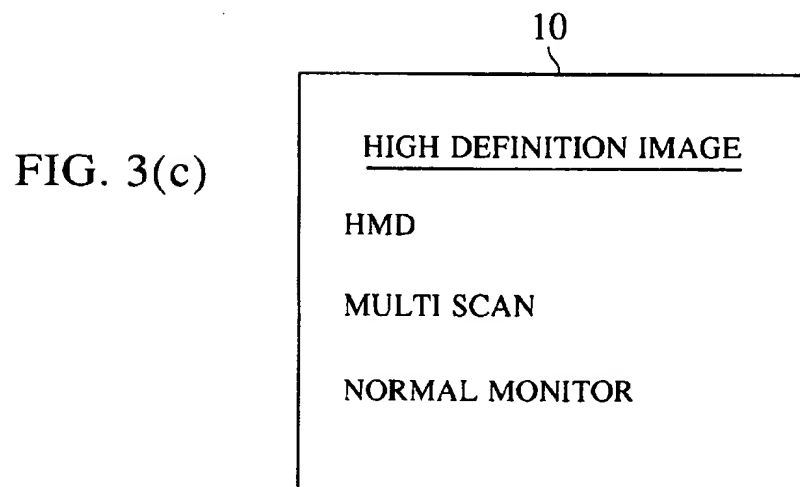 10
FIG. 3(c)
HIGH DEFINITION IMAGE
HMD
MULTI SCAN
NORMAL MONITOR